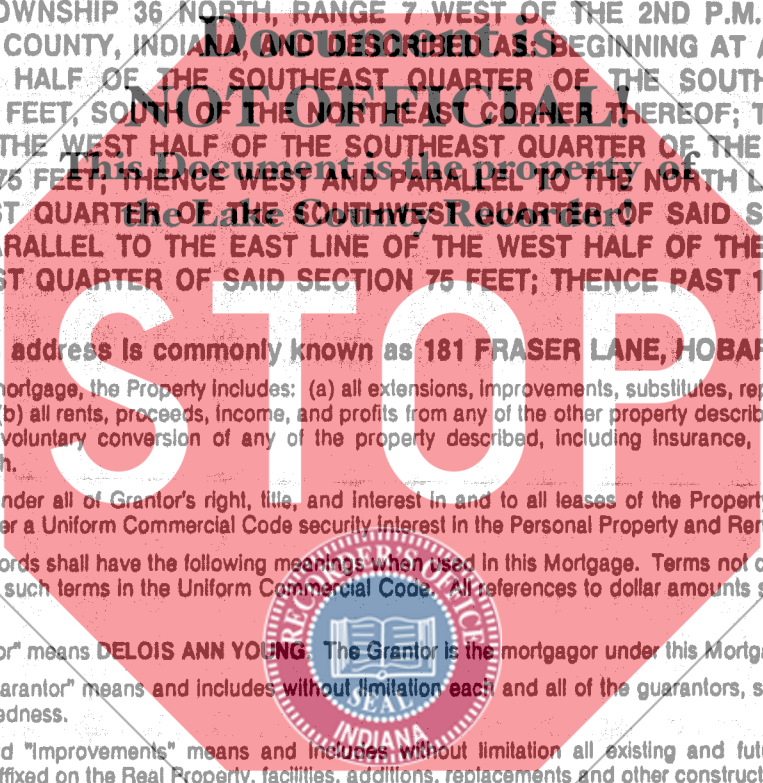 OWNSHIP 36 NORTH, RANGE 7 WEST OF THE 2ND P.M.
Document is
COUNTY, INDIANA, AND DESCRIBED AS: BEGINNING AT
HALF OF THE SOUTHEAST QUARTER OF THE SOUTH
NOT OFFICIAL!
FEET, SOUTH OF THE NORTHEAST CORNER THEREOF; T
THE WEST HALF OF THE SOUTHEAST QUARTER OF THE
This Document is the property of
75 FEET; THENCE WEST AND PARALLEL TO THE NORTH L
the Lake County Recorder!
ST QUARTER OF THE SOUTHWEST QUARTER OF SAID S
ARALLEL TO THE EAST LINE OF THE WEST HALF OF THE
ST QUARTER OF SAID SECTION 75 FEET; THENCE PAST 1
STOP
address is commonly known as 181 FRASER LANE, HOBAR
mortgage, the Property includes: (a) all extensions, improvements, substitutes, rep
(b) all rents, proceeds, income, and profits from any of the other property describ
voluntary conversion of any of the property described, including insurance,
h.
nder all of Grantor's right, title, and interest in and to all leases of the Property
er a Uniform Commercial Code security interest in the Personal Property and Ren
ords shall have the following meanings when used in this Mortgage. Terms not d
such terms in the Uniform Commercial Code. All references to dollar amounts s
RECORDER'S OFFICE
or" means DELOIS ANN YOUNG. The Grantor is the mortgagor under this Mortga
arantor" means and includes without limitation each and all of the guarantors, s
SEAL
edness.
INDIANA
d "Improvements" means and includes without limitation all existing and futu
ffixed on the Real Property, facilities, additions, replacements and other construct